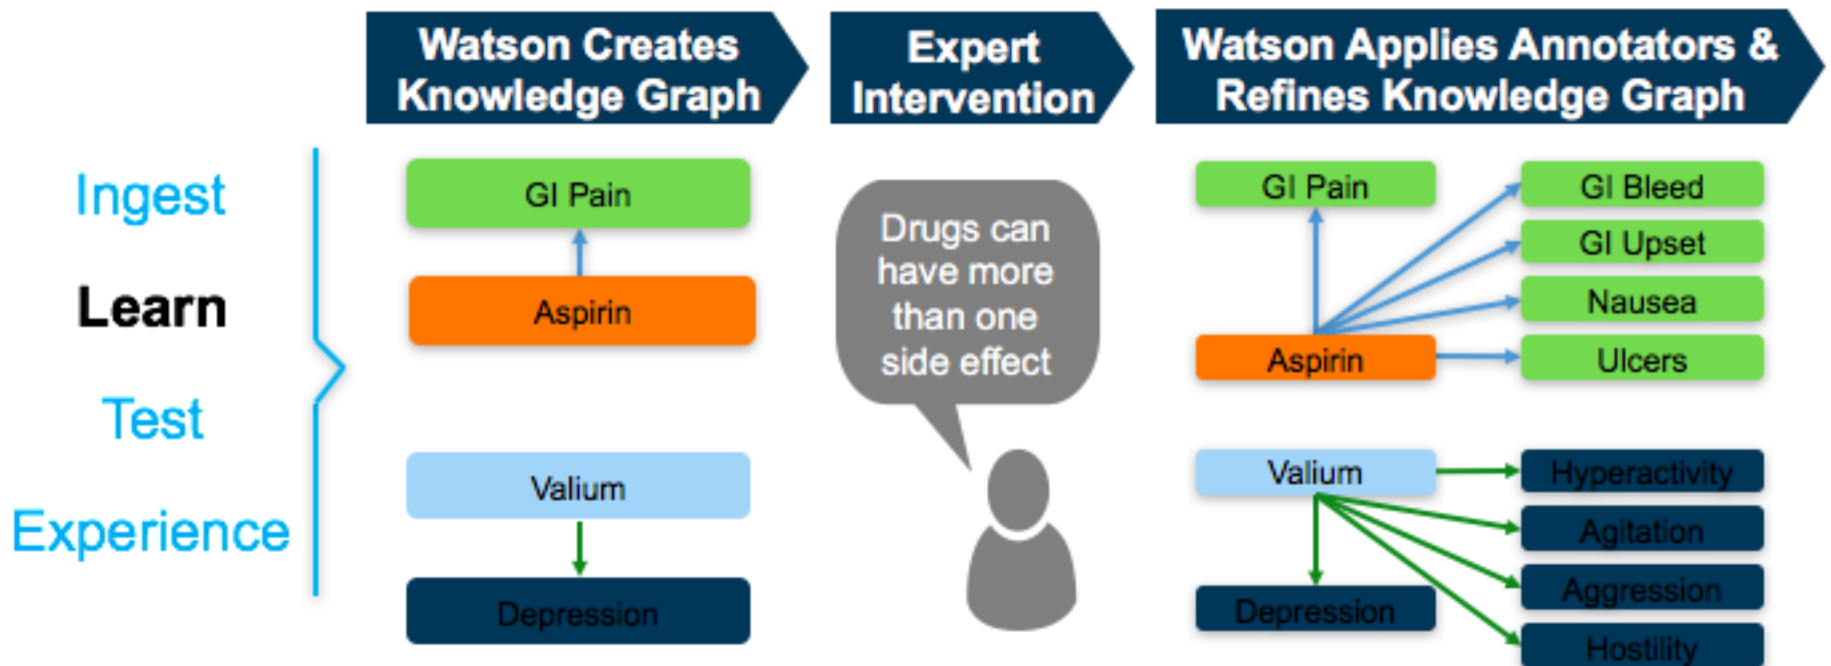 Watson Creates
Knowledge Graph
Expert
Intervention
Watson Applies Annotators &
Refines Knowledge Graph
Ingest
Learn
Test
Experience
GI Pain
Aspirin
Valium
Depression
Drugs can
have more
than one
side effect
GI Pain
Aspirin
GI Bleed
GI Upset
Nausea
Ulcers
Valium
Depression
Hyperactivity
Agitation
Aggression
Hostility